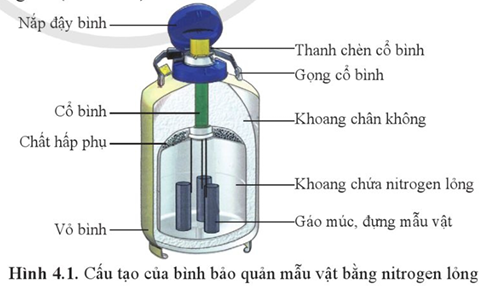 Nắp đậy bình
Thanh chèn cổ bình
Gọng cổ bình
Cổ bình
Khoang chân không
Chất hấp phụ
Khoang chứa nitrogen lỏng
Gáo múc, đựng mẫu vật
Vỏ bình
Hình 4.1. Cấu tạo của bình bảo quản mẫu vật bằng nitrogen lỏng